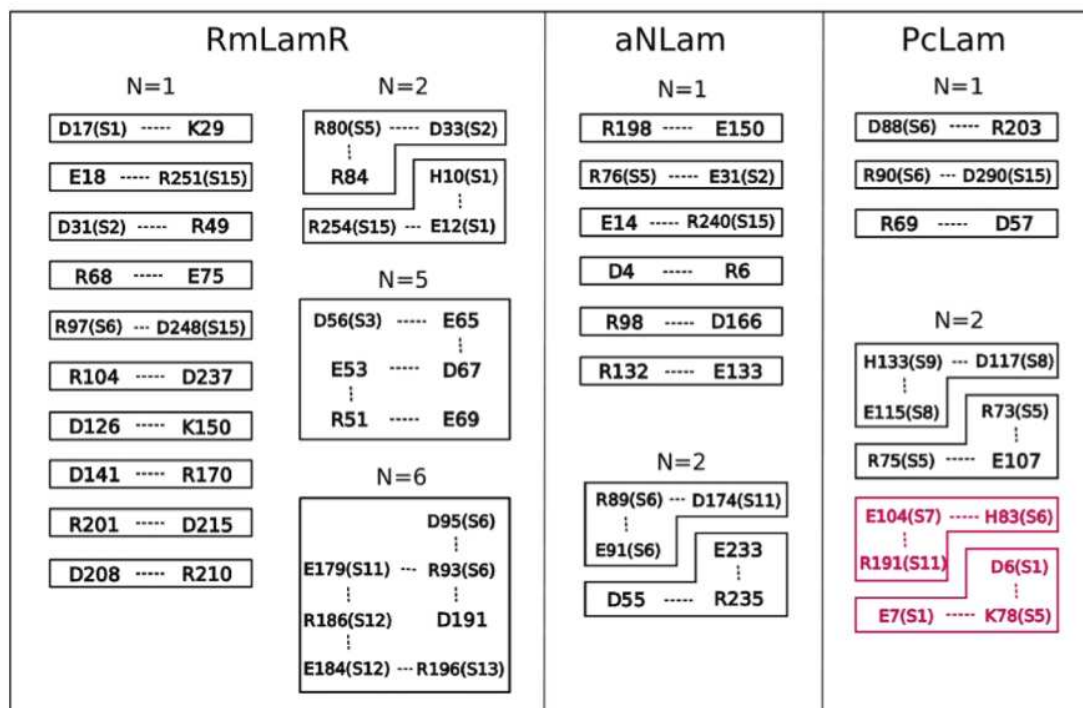 RmLamR
N=1
D17(S1) ----- K29
E18 ----- R251(S15)
D31(S2) ----- R49
R68 ----- E75
R97(S6) --- D248(S15)
R104 ----- D237
D126 ----- K150
D141 ----- R170
R201 ----- D215
D208 ----- R210
N=2
R80(S5) ----- D33(S2)
R84
H10(S1)
R254(S15) --- E12(S1)
N=5
D56(S3) ----- E65
E53 ----- D67
R51 ----- E69
N=6
D95(S6)
E179(S11) --- R93(S6)
R186(S12) D191
E184(S12) --- R196(S13)
aNLam
N=1
R198 ----- E150
R76(S5) ----- E31(S2)
E14 ----- R240(S15)
D4 ----- R6
R98 ----- D166
R132 ----- E133
N=2
R89(S6) --- D174(S11)
E91(S6)
E233
D55 ----- R235
PcLam
N=1
D88(S6) ----- R203
R90(S6) --- D290(S15)
R69 ----- D57
N=2
H133(S9) --- D117(S8)
E115(S8)
R73(S5)
R75(S5) ----- E107
E104(S7) ----- H83(S6)
R191(S11)
D6(S1)
E7(S1) ----- K78(S5)